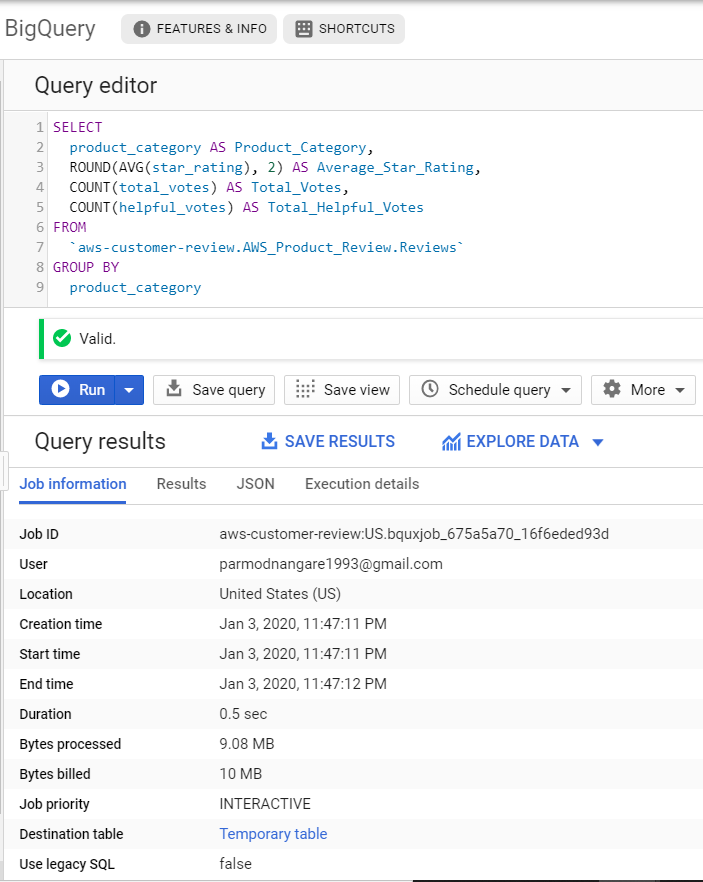 BigQuery FEATURES & INFO SHORTCUTS
Query editor
1 SELECT
2 product_category AS Product_Category,
3 ROUND(AVG(star_rating), 2) AS Average_Star_Rating,
4 COUNT(total_votes) AS Total_Votes,
5 COUNT(helpful_votes) AS Total_Helpful_Votes
6 FROM
7 `aws-customer-review.AWS_Product_Review.Reviews`
8 GROUP BY
9 product_category
Valid.
Run Save query Save view Schedule query More
Query results SAVE RESULTS EXPLORE DATA
Job information Results JSON Execution details
Job ID aws-customer-review:US.bquxjob_675a5a70_16f6eded93d
User parmodnangare1993@gmail.com
Location United States (US)
Creation time Jan 3, 2020, 11:47:11 PM
Start time Jan 3, 2020, 11:47:11 PM
End time Jan 3, 2020, 11:47:12 PM
Duration 0.5 sec
Bytes processed 9.08 MB
Bytes billed 10 MB
Job priority INTERACTIVE
Destination table Temporary table
Use legacy SQL false